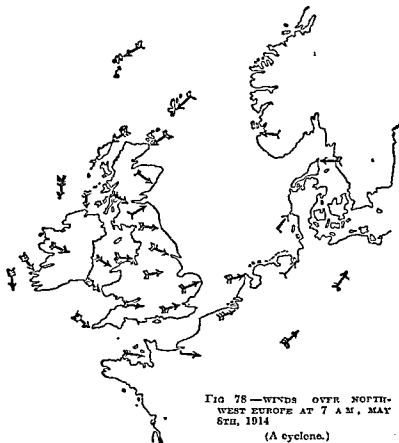 FIG 78—WINDS OVER NORTH-
WEST EUROPE AT 7 A M, MAY
8TH, 1914
(A cyclone.)